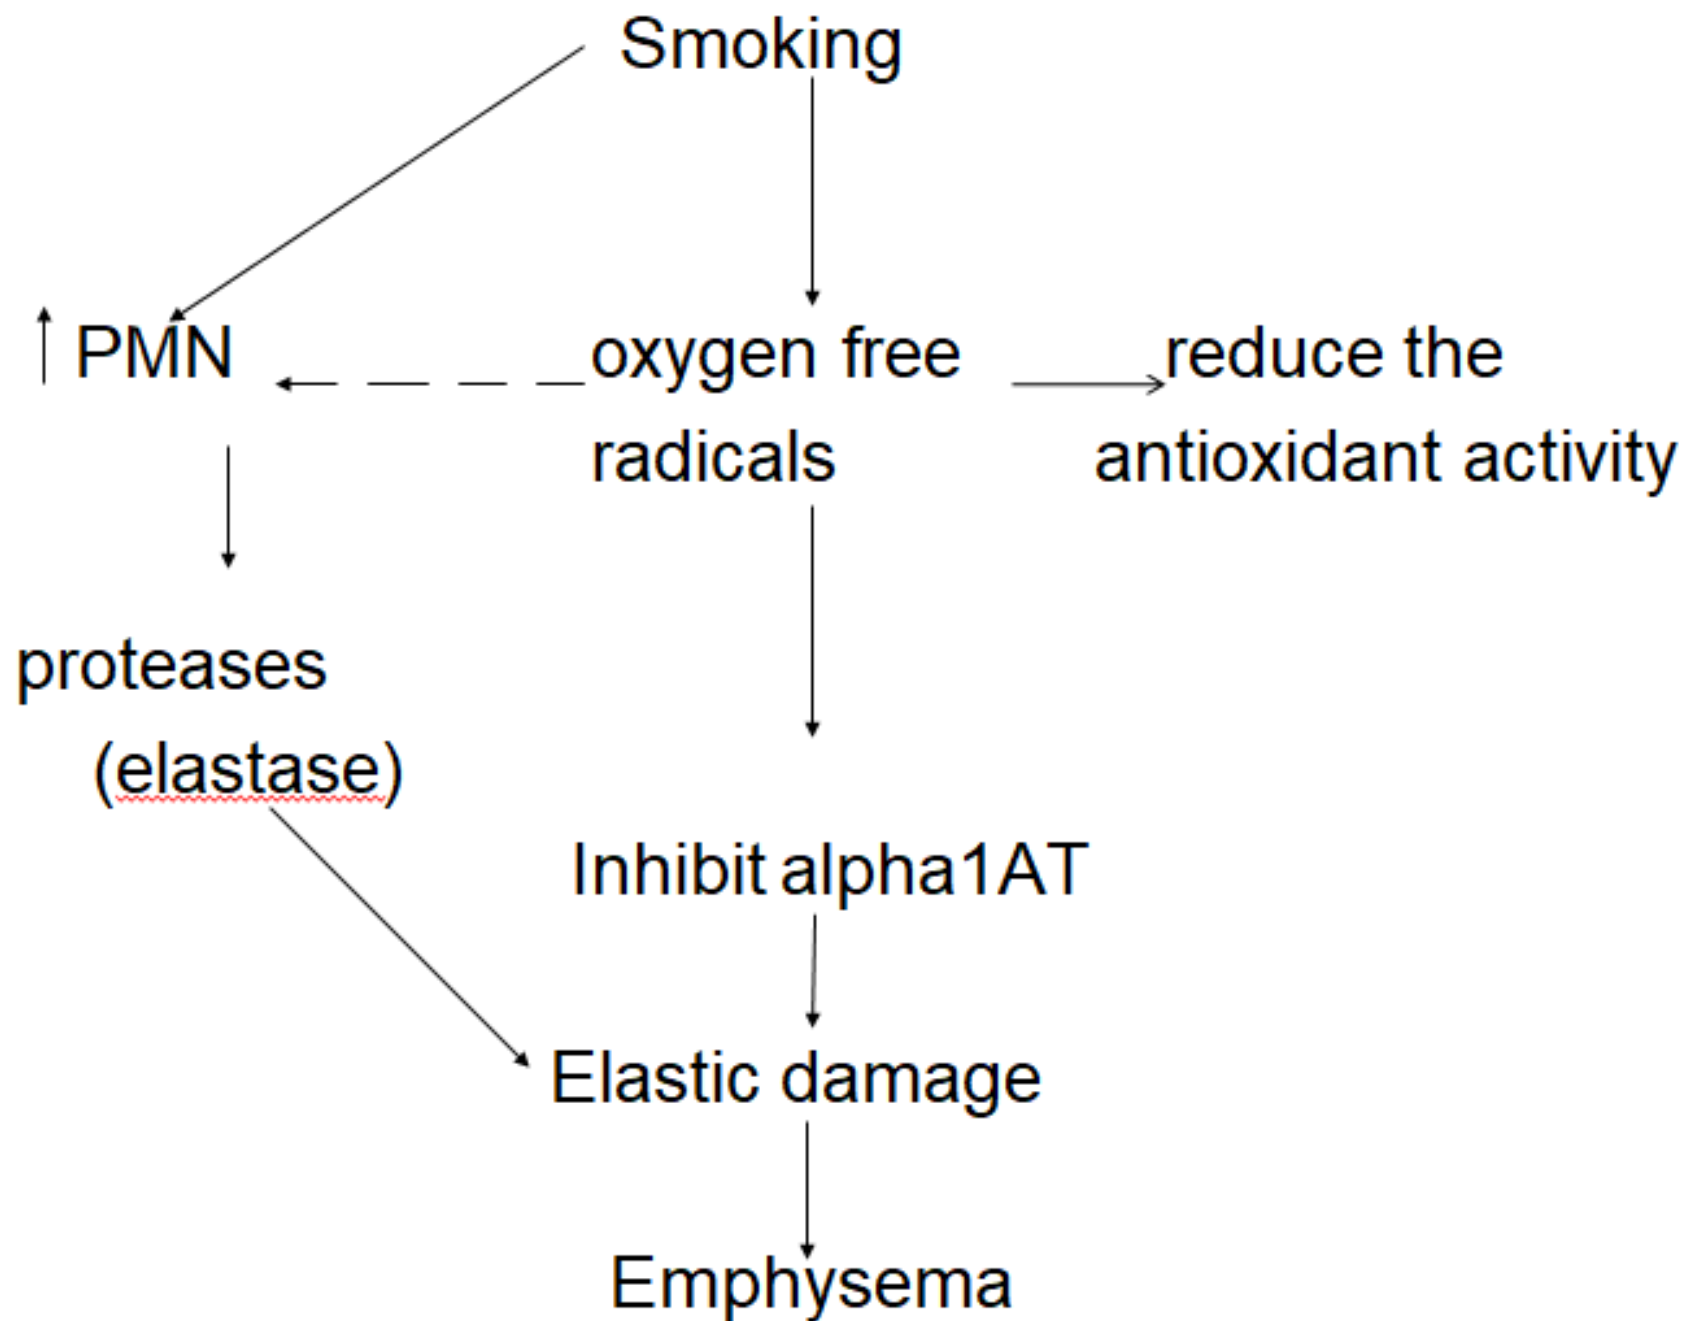 Smoking
PMN
oxygen free
reduce the
radicals
antioxidant activity
proteases
(elastase)
Inhibit alpha1AT
Elastic damage
Emphysema